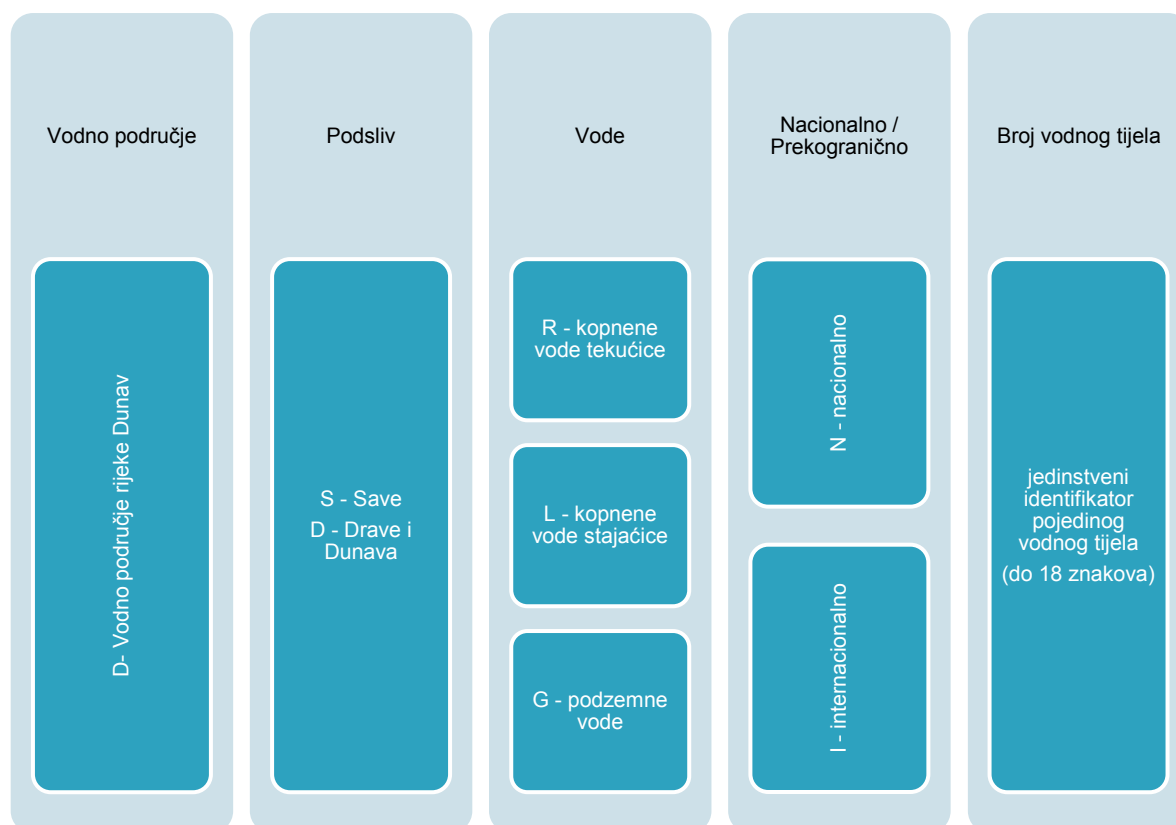 Vodno područje
Podsliv
Vode
Nacionalno /
Prekogranično
Broj vodnog tijela
D- Vodno područje rijeke Dunav
S - Save
D - Drave i
Dunava
R - kopnene
vode tekućice
L - kopnene
vode stajaćice
G - podzemne
vode
N - nacionalno
I - internacionalno
jedinstveni
identifikator
pojedinog
vodnog tijela
(do 18 znakova)